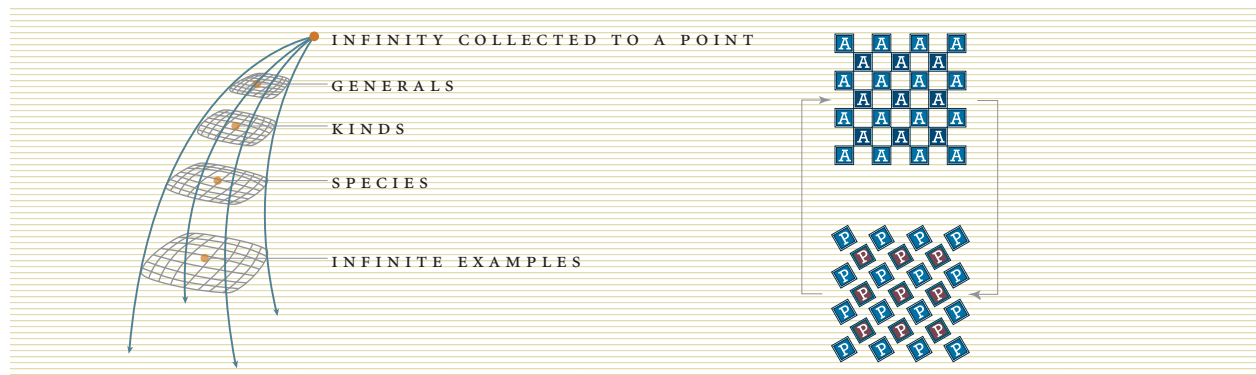 INFINITY COLLECTED TO A POINT
GENERALS
KINDS
SPECIES
INFINITE EXAMPLES
A A A A
A A A
A A A A
A A A
A A A A
A A A
A A A A
P P P P
P P P
P P P P
P P P
P P P P
P P P
P P P P